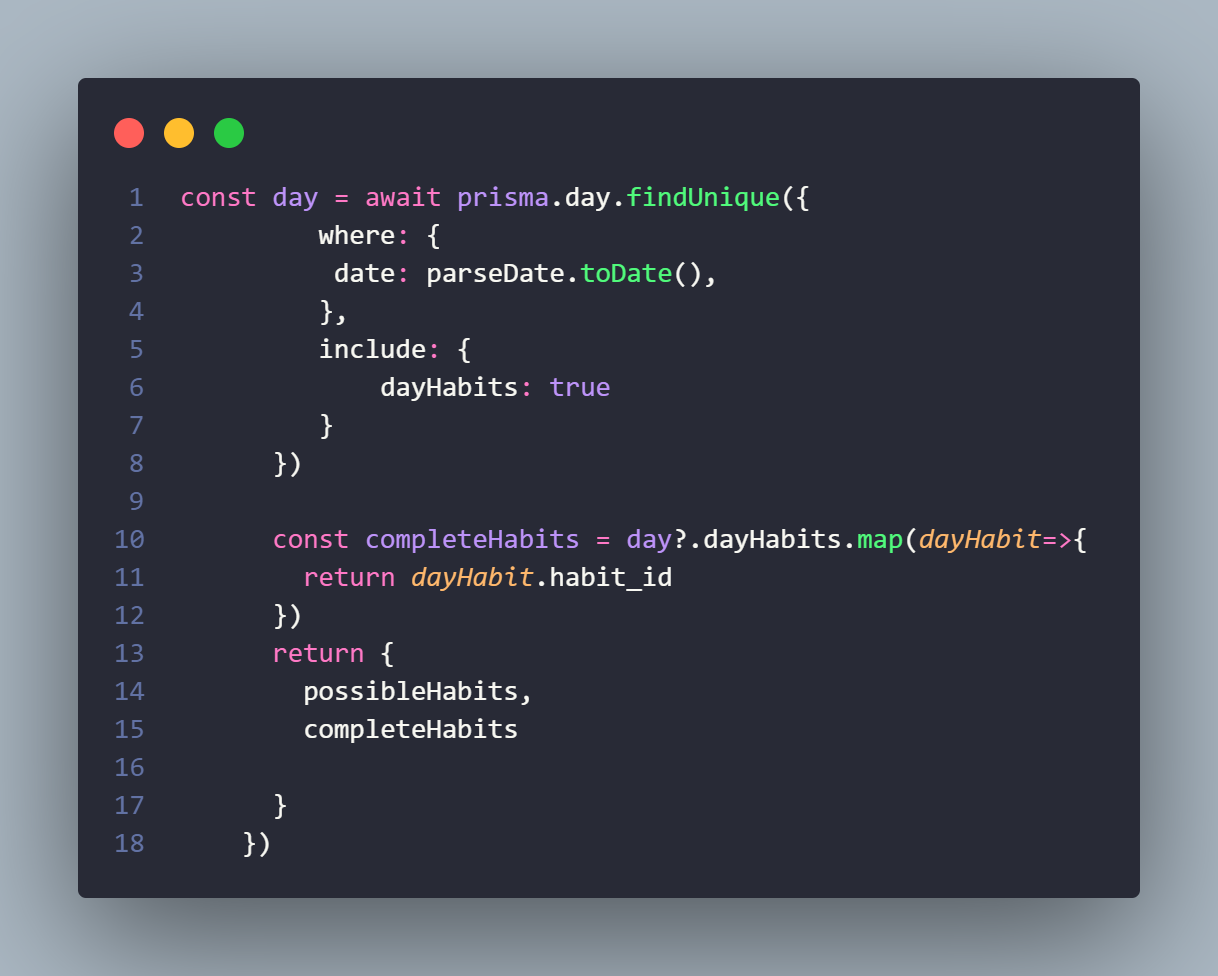 1 const day = await prisma.day.findUnique({
2 where: {
3 date: parseDate.toDate(),
4 },
5 include: {
6 dayHabits: true
7 }
8 })
9
10 const completeHabits = day?.dayHabits.map(dayHabit=>{
11 return dayHabit.habit_id
12 })
13 return {
14 possibleHabits,
15 completeHabits
16
17 }
18 })